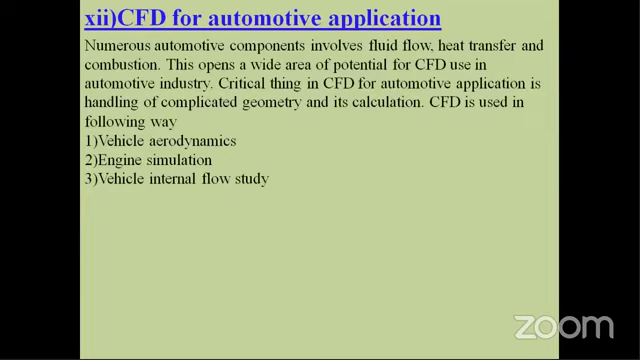 xii)CFD for automotive application
Numerous automotive components involves fluid flow, heat transfer and
combustion. This opens a wide area of potential for CFD use in
automotive industry. Critical thing in CFD for automotive application is
handling of complicated geometry and its calculation. CFD is used in
following way
1)Vehicle aerodynamics
2)Engine simulation
3)Vehicle internal flow study
zoom